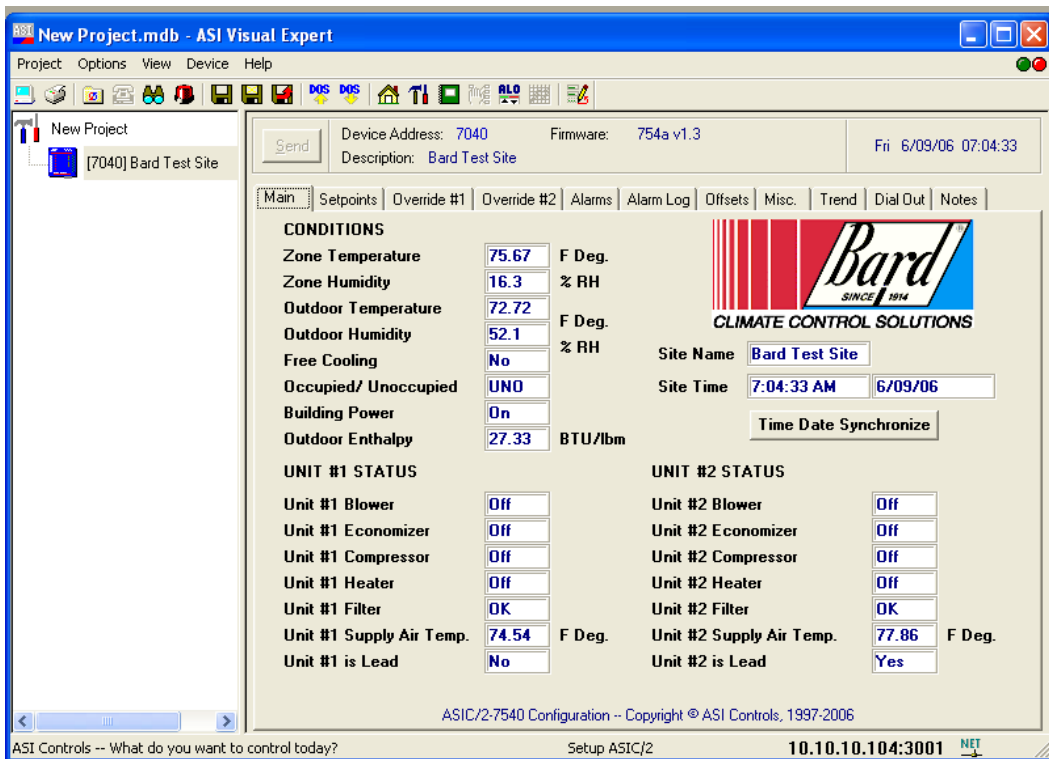 New Project.mdb - ASI Visual Expert
Project Options View Device Help
DOS DOS
New Project
[7040] Bard Test Site
Send
Device Address: 7040 Firmware: 754a v1.3
Description: Bard Test Site
Fri 6/09/06 07:04:33
Main Setpoints Override #1 Override #2 Alarms Alarm Log Offsets Misc. Trend Dial Out Notes
CONDITIONS
Zone Temperature 75.67 F Deg.
Zone Humidity 16.3 % RH
Outdoor Temperature 72.72 F Deg.
Outdoor Humidity 52.1 % RH
Free Cooling No
Occupied/ Unoccupied UNO
Building Power On
Outdoor Enthalpy 27.33 BTU/lbm
Bard ®
SINCE 1914
CLIMATE CONTROL SOLUTIONS
Site Name Bard Test Site
Site Time 7:04:33 AM 6/09/06
Time Date Synchronize
UNIT #1 STATUS
Unit #1 Blower Off
Unit #1 Economizer Off
Unit #1 Compressor Off
Unit #1 Heater Off
Unit #1 Filter OK
Unit #1 Supply Air Temp. 74.54 F Deg.
Unit #1 is Lead No
UNIT #2 STATUS
Unit #2 Blower Off
Unit #2 Economizer Off
Unit #2 Compressor Off
Unit #2 Heater Off
Unit #2 Filter OK
Unit #2 Supply Air Temp. 77.86 F Deg.
Unit #2 is Lead Yes
ASIC/2-7540 Configuration -- Copyright © ASI Controls, 1997-2006
ASI Controls -- What do you want to control today? Setup ASIC/2 10.10.10.104:3001 NET